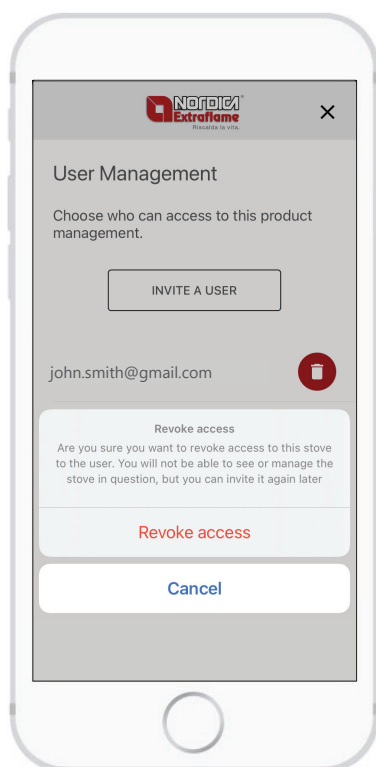 NORDICA®
Extraflame
Riscalda la vita.
User Management
Choose who can access to this product
management.
INVITE A USER
john.smith@gmail.com
Revoke access
Are you sure you want to revoke access to this stove
to the user. You will not be able to see or manage the
stove in question, but you can invite it again later
Revoke access
Cancel